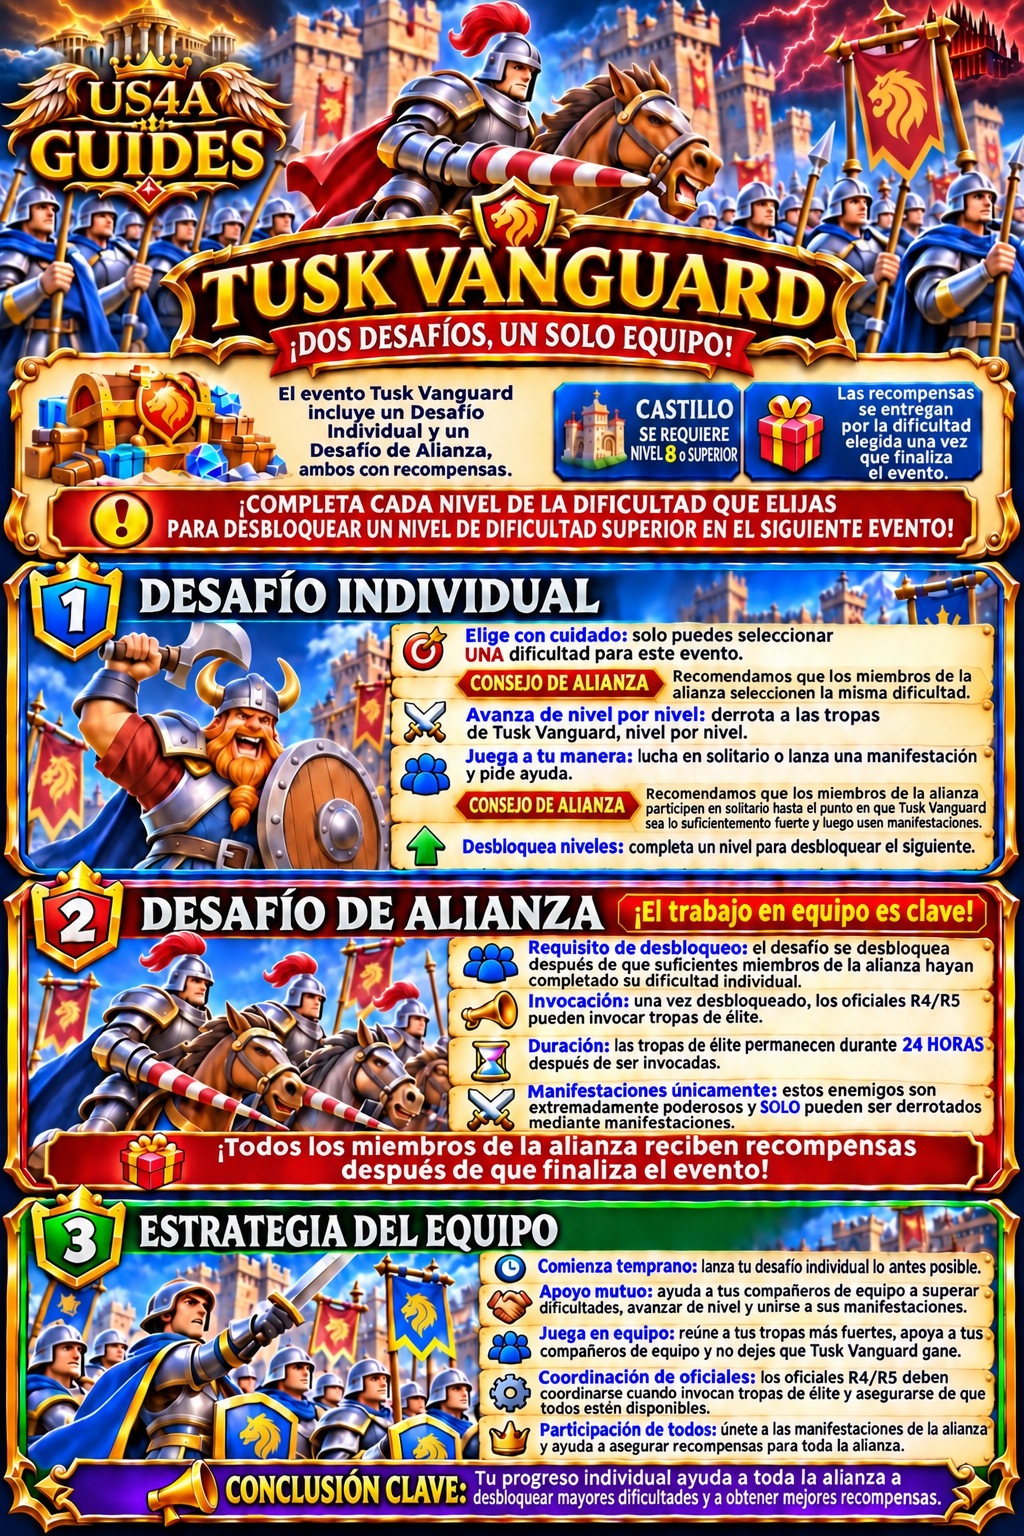 US4A
GUIDES
TUSK VANGUARD
¡DOS DESAFÍOS, UN SOLO EQUIPO!
El evento Tusk Vanguard
incluye un Desafío
Individual y un
Desafío de Alianza,
ambos con recompensas.
CASTILLO
SE REQUIERE
NIVEL 8 o SUPERIOR
Las recompensas
se entregan
por la dificultad
elegida una vez
que finaliza
el evento.
¡COMPLETA CADA NIVEL DE LA DIFICULTAD QUE ELIJAS
PARA DESBLOQUEAR UN NIVEL DE DIFICULTAD SUPERIOR EN EL SIGUIENTE EVENTO!
1
DESAFÍO INDIVIDUAL
Elige con cuidado: solo puedes seleccionar
UNA dificultad para este evento.
CONSEJO DE ALIANZA
Recomendamos que los miembros de la
alianza seleccionen la misma dificultad.
Avanza de nivel por nivel: derrota a las tropas
de Tusk Vanguard, nivel por nivel.
Juega a tu manera: lucha en solitario o lanza una manifestación
y pide ayuda.
CONSEJO DE ALIANZA
Recomendamos que los miembros de la alianza
participen en solitario hasta el punto en que Tusk Vanguard
sea lo suficientemento fuerte y luego usen manifestaciones.
Desbloquea niveles: completa un nivel para desbloquear el siguiente.
2
DESAFÍO DE ALIANZA
¡El trabajo en equipo es clave!
Requisito de desbloqueo: el desafío se desbloquea
después de que suficientes miembros de la alianza hayan
completado su dificultad individual.
Invocación: una vez desbloqueado, los oficiales R4/R5
pueden invocar tropas de élite.
Duración: las tropas de élite permanecen durante 24 HORAS
después de ser invocadas.
Manifestaciones únicamente: estos enemigos son
extremadamente poderosos y SOLO pueden ser derrotados
mediante manifestaciones.
¡Todos los miembros de la alianza reciben recompensas
después de que finaliza el evento!
3
ESTRATEGIA DEL EQUIPO
Comienza temprano: lanza tu desafío individual lo antes posible.
Apoyo mutuo: ayuda a tus compañeros de equipo a superar
dificultades, avanzar de nivel y unirse a sus manifestaciones.
Juega en equipo: reúne a tus tropas más fuertes, apoya a tus
compañeros de equipo y no dejes que Tusk Vanguard gane.
Coordinación de oficiales: los oficiales R4/R5 deben
coordinarse cuando invocan tropas de élite y asegurarse de que
todos estén disponibles.
Participación de todos: únete a las manifestaciones de la alianza
y ayuda a asegurar recompensas para toda la alianza.
CONCLUSIÓN CLAVE:
Tu progreso individual ayuda a toda la alianza a
desbloquear mayores dificultades y a obtener mejores recompensas.